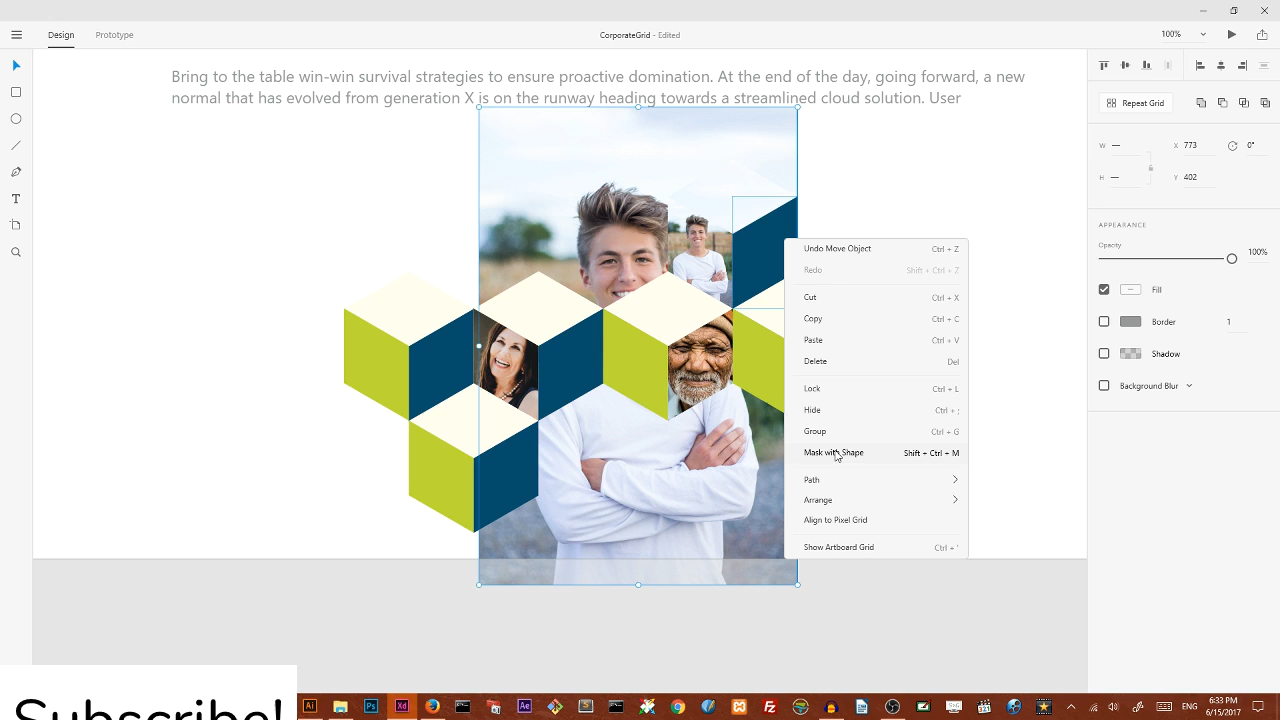 Design
Prototype
CorporateGrid - Edited
100%
Bring to the table win-win survival strategies to ensure proactive domination. At the end of the day, going forward, a new
normal that has evolved from generation X is on the runway heading towards a streamlined cloud solution. User
Repeat Grid
W
X 773
0°
H
Y 402
APPEARANCE
Opacity
100%
Fill
Border
1
Shadow
Background Blur
Undo Move Object Ctrl + Z
Redo Shift + Ctrl + Z
Cut Ctrl + X
Copy Ctrl + C
Paste Ctrl + V
Delete Del
Lock Ctrl + L
Hide Ctrl + ;
Group Ctrl + G
Mask with Shape Shift + Ctrl + M
Path
Arrange
Align to Pixel Grid
Show Artboard Grid Ctrl + '
Subscribe!
Ai
Ps
Xd
Ae
6:33 PM
6/15/2017